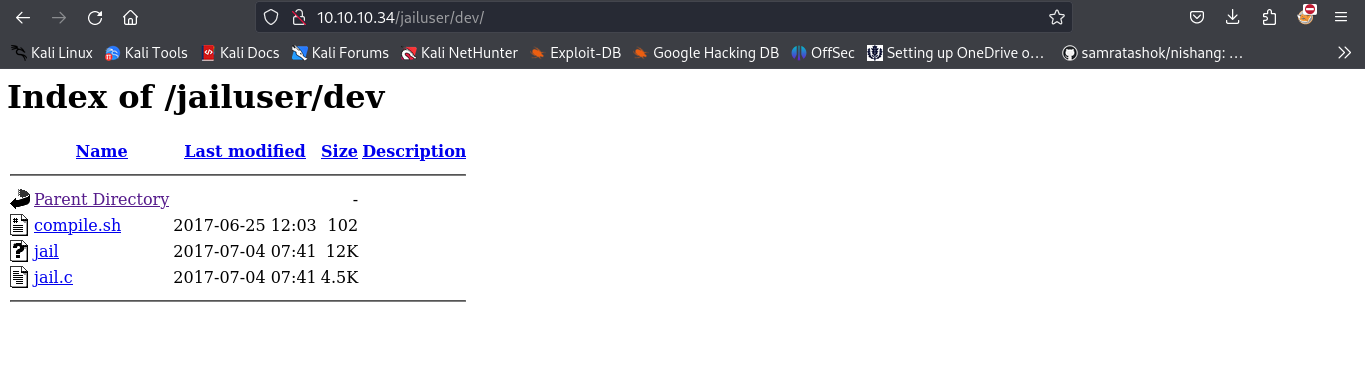 10.10.10.34/jailuser/dev/
Kali Linux Kali Tools Kali Docs Kali Forums Kali NetHunter Exploit-DB Google Hacking DB OffSec Setting up OneDrive o… samratashok/nishang: …
Index of /jailuser/dev
Name Last modified Size Description
Parent Directory -
compile.sh 2017-06-25 12:03 102
jail 2017-07-04 07:41 12K
jail.c 2017-07-04 07:41 4.5K